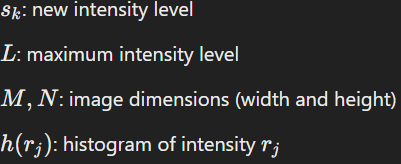 s_k: new intensity level
L: maximum intensity level
M, N: image dimensions (width and height)
h(r_j): histogram of intensity r_j